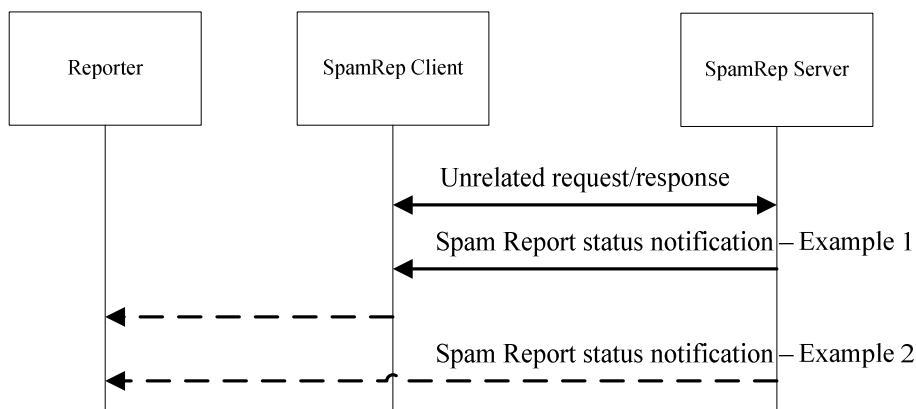 Reporter
SpamRep Client
SpamRep Server
Unrelated request/response
Spam Report status notification – Example 1
Spam Report status notification – Example 2